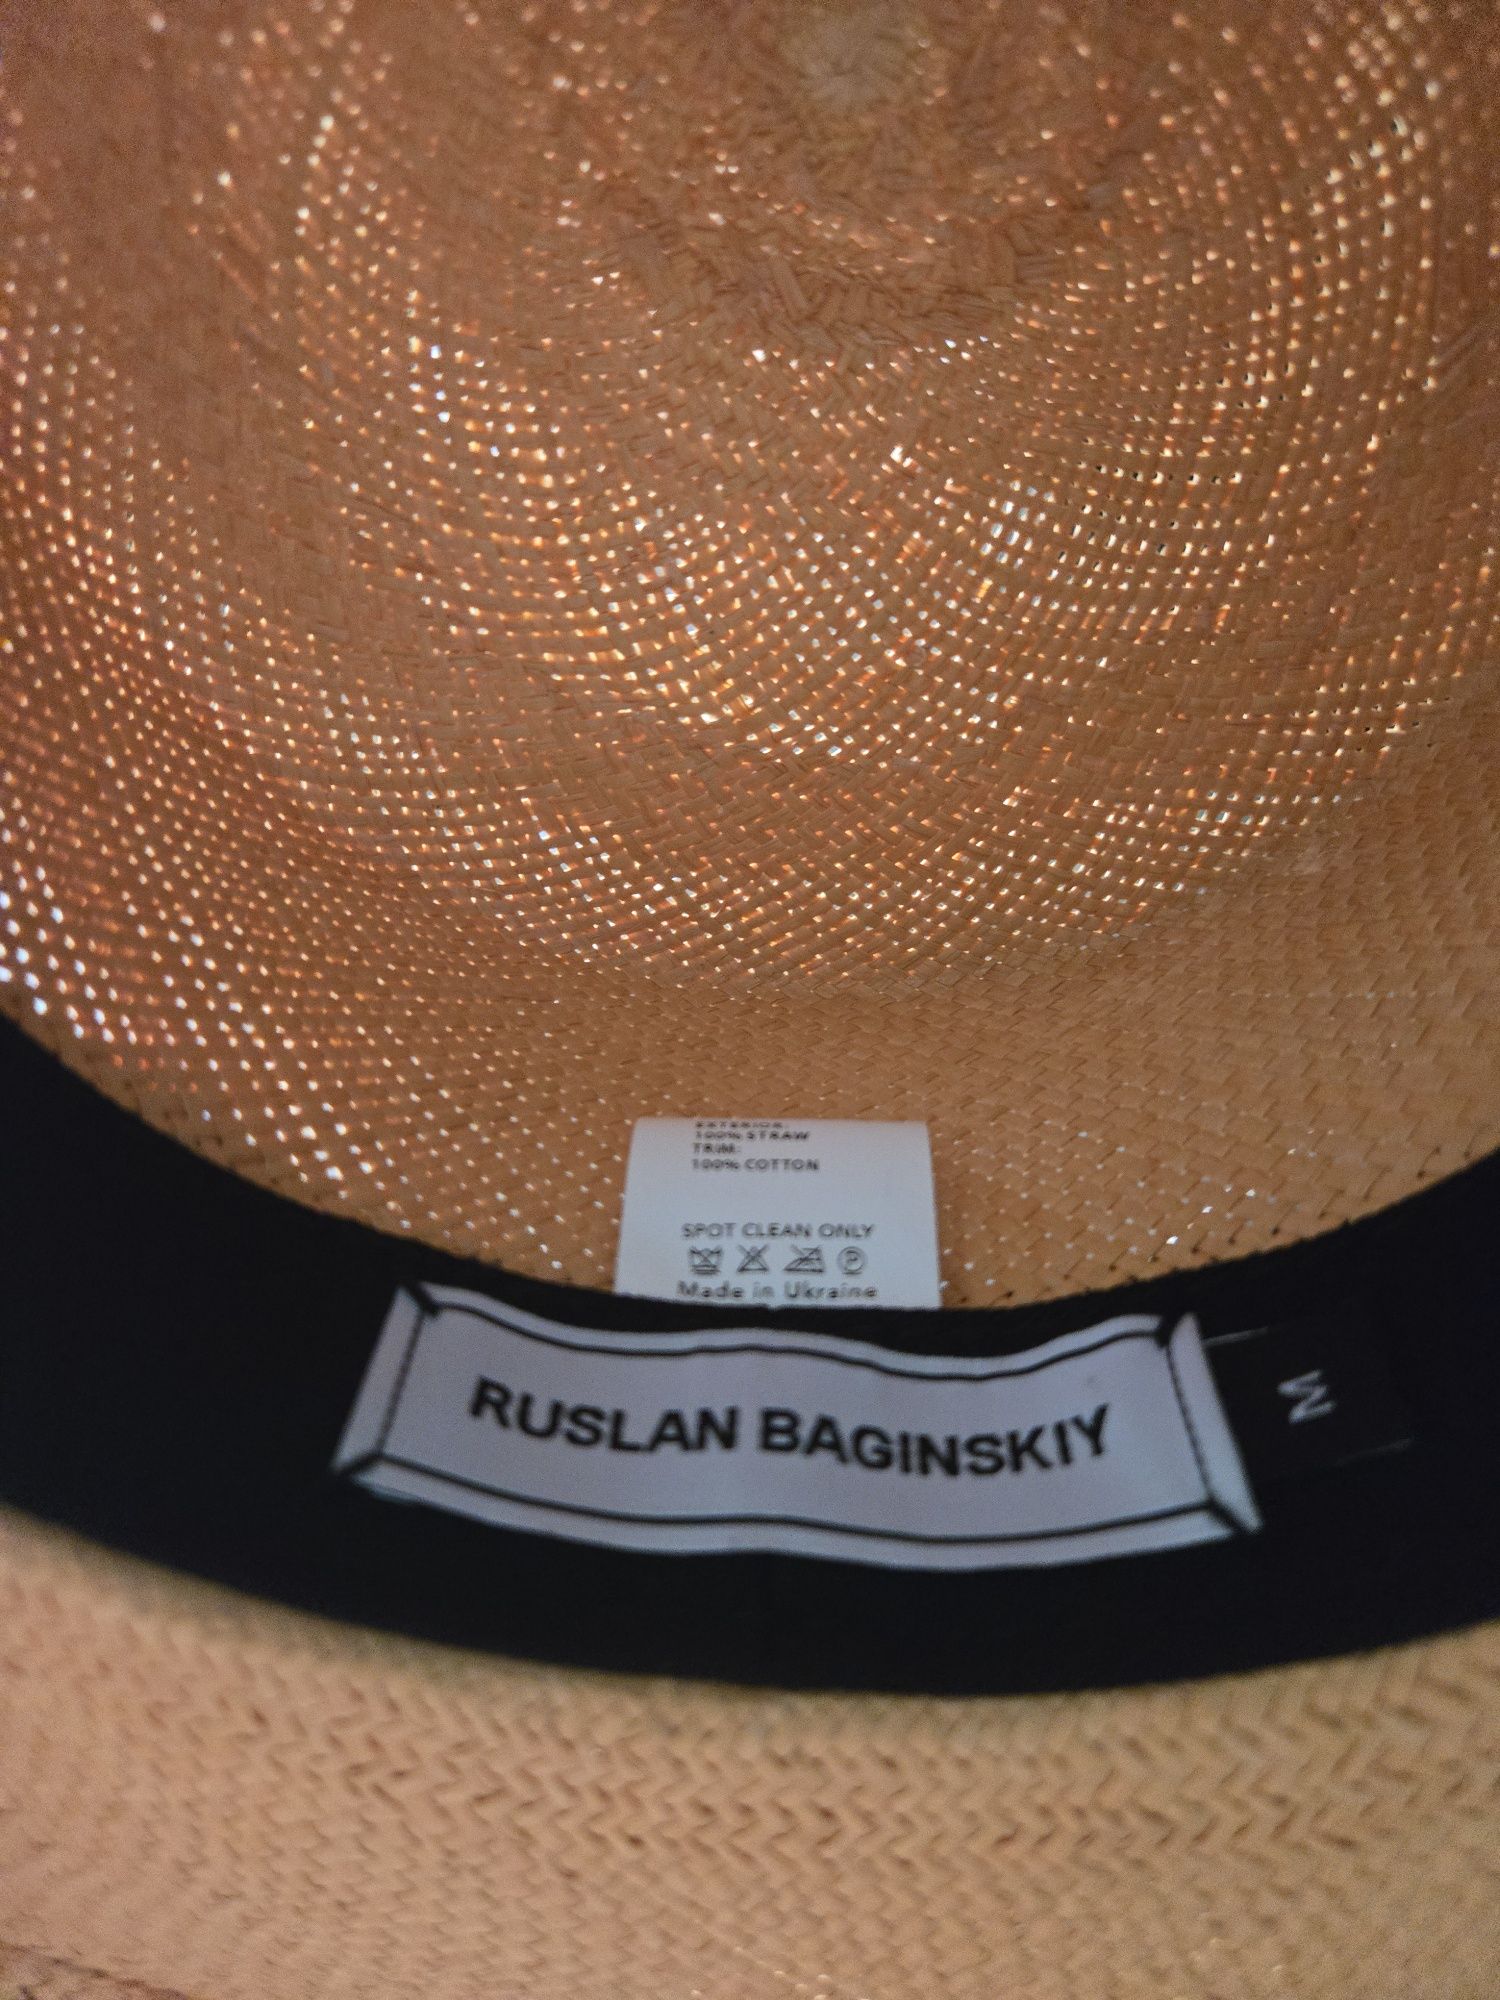 EXTERIOR:
100% STRAW
TRIM:
100% COTTON
SPOT CLEAN ONLY
P
Made in Ukraine
RUSLAN BAGINSKIY
M